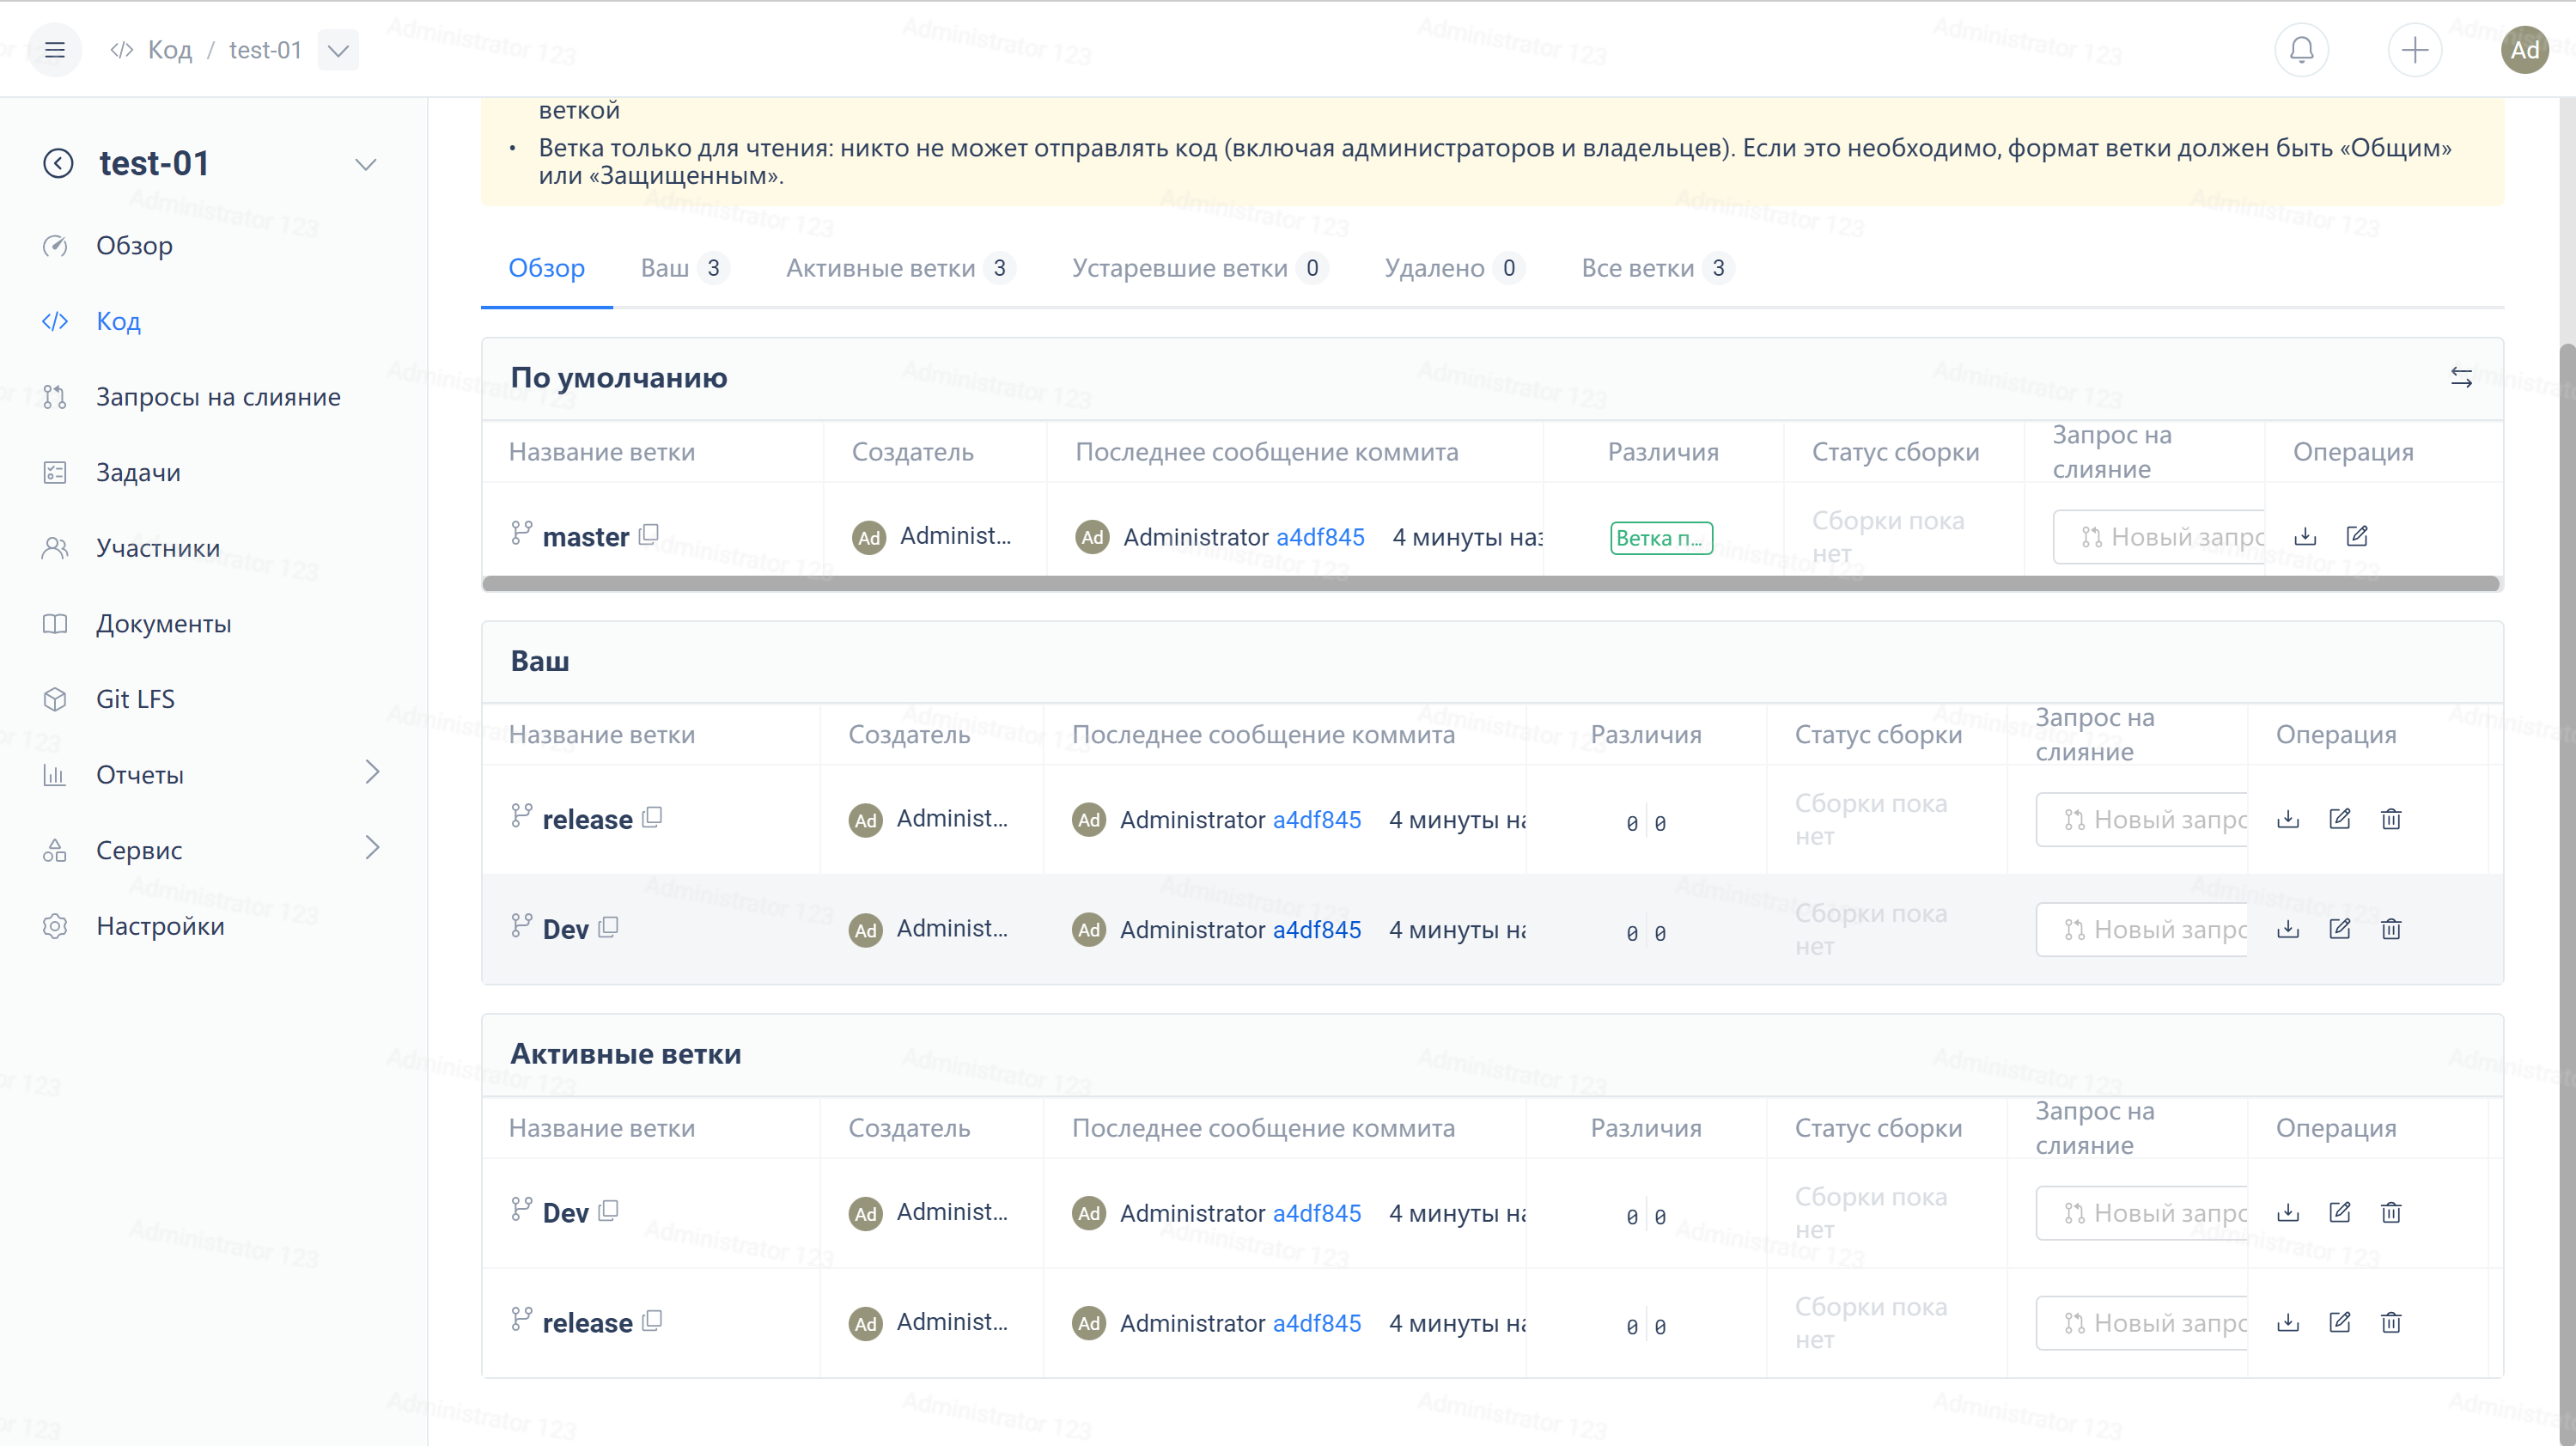 Код / test-01
Ad
test-01
Обзор
Код
Запросы на слияние
Задачи
Участники
Документы
Git LFS
Отчеты
Сервис
Настройки
веткой
• Ветка только для чтения: никто не может отправлять код (включая администраторов и владельцев). Если это необходимо, формат ветки должен быть «Общим»
или «Защищенным».
Обзор Ваш 3 Активные ветки 3 Устаревшие ветки 0 Удалено 0 Все ветки 3
По умолчанию
Название ветки Создатель Последнее сообщение коммита Различия Статус сборки Запрос на слияние Операция
master Ad Administ... Ad Administrator a4df845 4 минуты наз Ветка п... Сборки пока нет Новый запро
Ваш
Название ветки Создатель Последнее сообщение коммита Различия Статус сборки Запрос на слияние Операция
release Ad Administ... Ad Administrator a4df845 4 минуты на 0 0 Сборки пока нет Новый запро
Dev Ad Administ... Ad Administrator a4df845 4 минуты на 0 0 Сборки пока нет Новый запро
Активные ветки
Название ветки Создатель Последнее сообщение коммита Различия Статус сборки Запрос на слияние Операция
Dev Ad Administ... Ad Administrator a4df845 4 минуты на 0 0 Сборки пока нет Новый запро
release Ad Administ... Ad Administrator a4df845 4 минуты на 0 0 Сборки пока нет Новый запро
Administrator 123